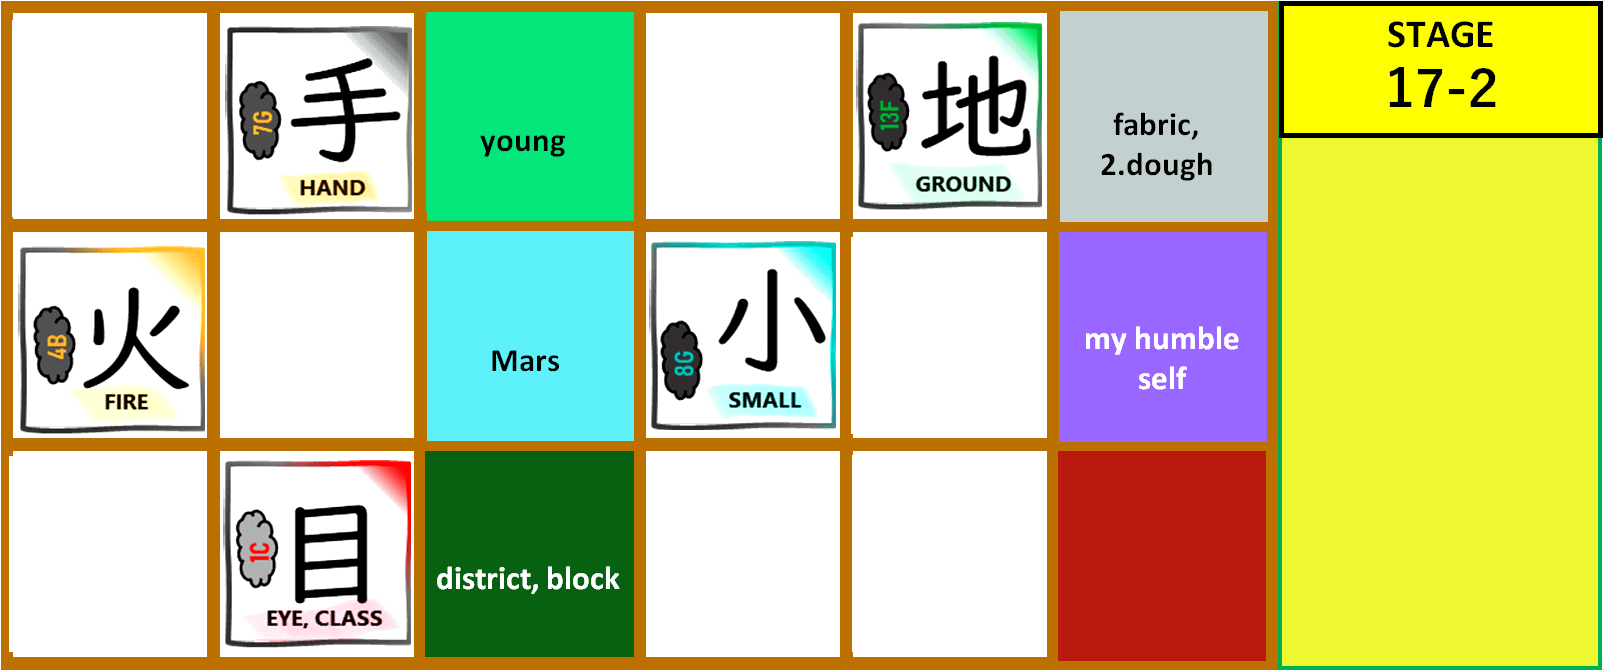 7G
手
HAND
young
13F
地
GROUND
fabric,
2.dough
STAGE
17-2
4B
火
FIRE
Mars
8G
小
SMALL
my humble
self
1C
目
EYE, CLASS
district, block